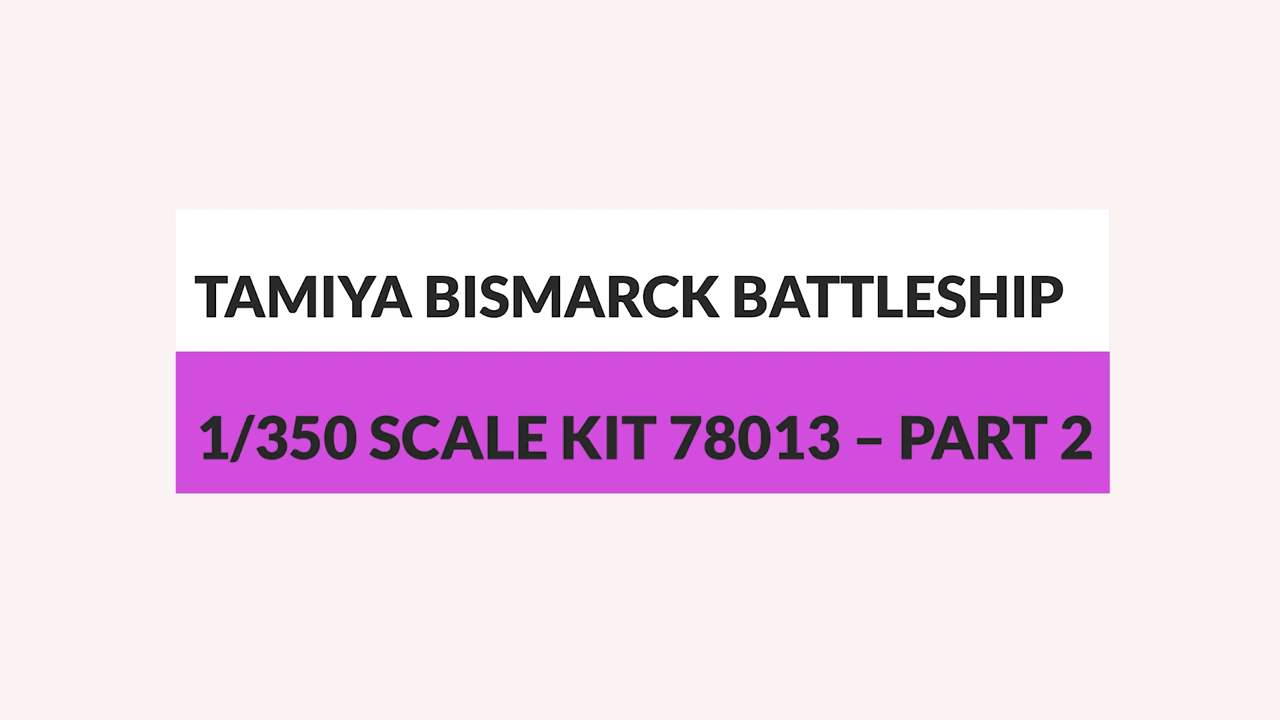 TAMIYA BISMARCK BATTLESHIP
1/350 SCALE KIT 78013 – PART 2